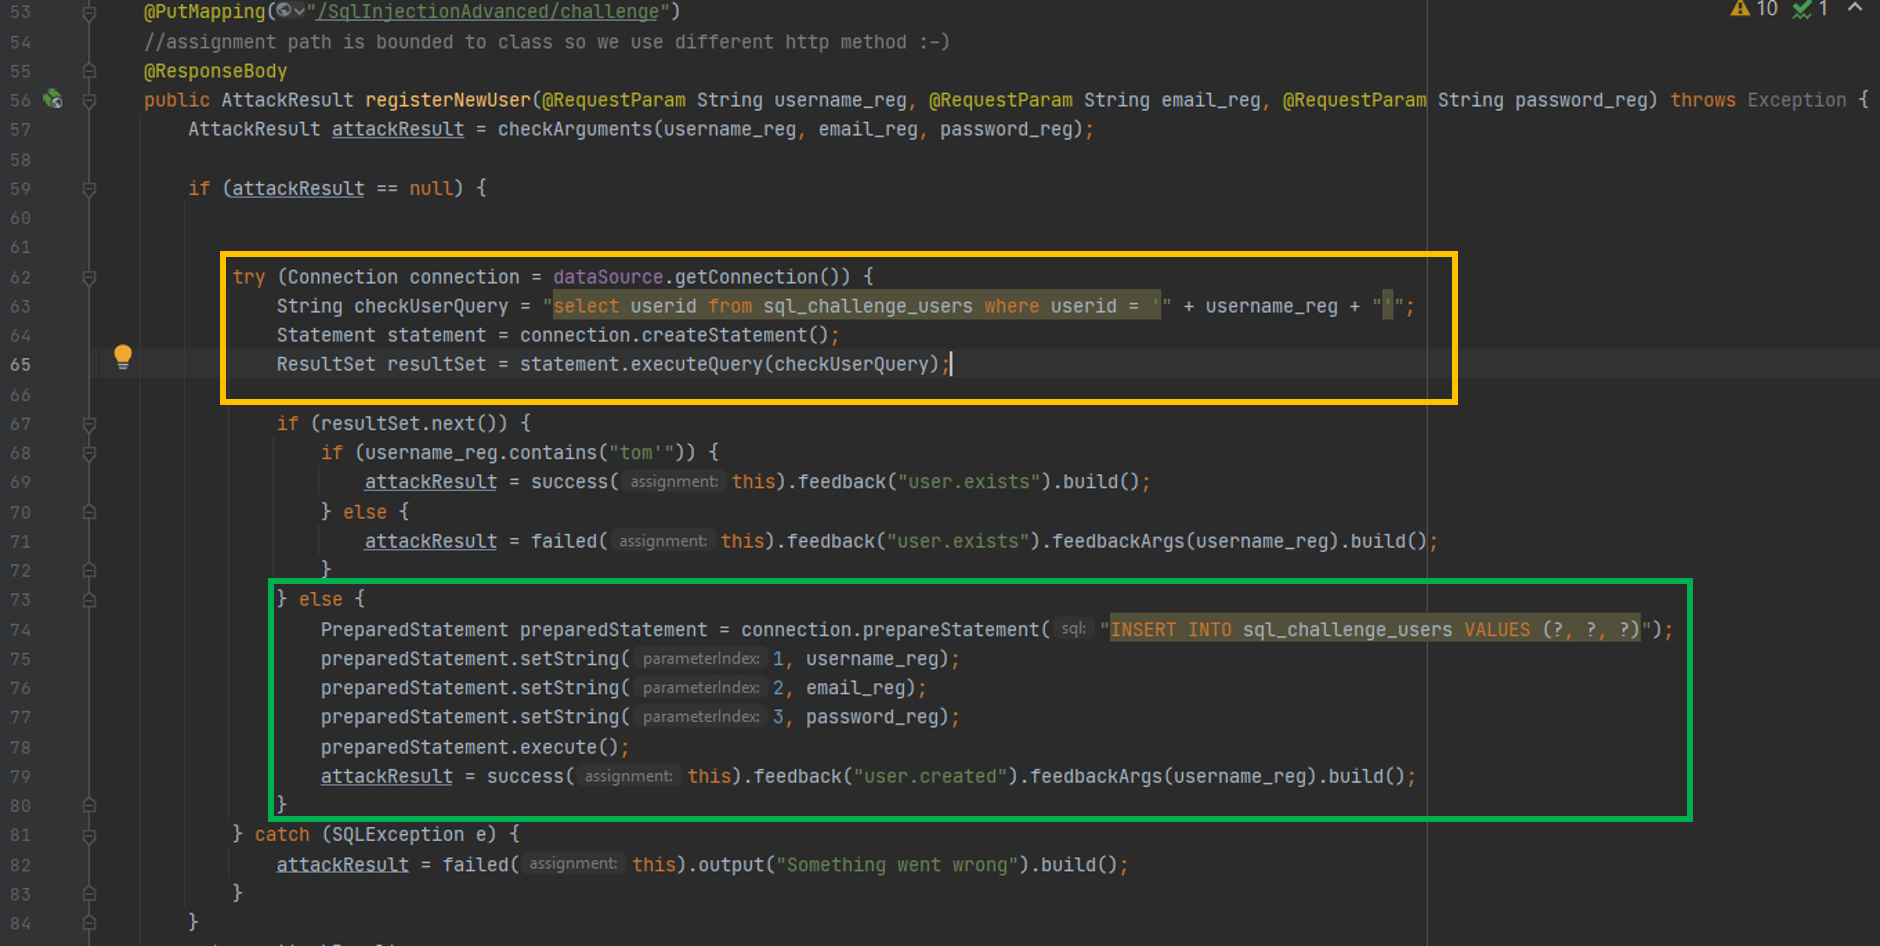 10 1
53 @PutMapping("/SqlInjectionAdvanced/challenge")
54 //assignment path is bounded to class so we use different http method :-)
55 @ResponseBody
56 public AttackResult registerNewUser(@RequestParam String username_reg, @RequestParam String email_reg, @RequestParam String password_reg) throws Exception {
57 AttackResult attackResult = checkArguments(username_reg, email_reg, password_reg);
58
59 if (attackResult == null) {
60
61
62 try (Connection connection = dataSource.getConnection()) {
63 String checkUserQuery = "select userid from sql_challenge_users where userid = '" + username_reg + "'";
64 Statement statement = connection.createStatement();
65 ResultSet resultSet = statement.executeQuery(checkUserQuery);
66
67 if (resultSet.next()) {
68 if (username_reg.contains("tom'")) {
69 attackResult = success( assignment: this).feedback("user.exists").build();
70 } else {
71 attackResult = failed( assignment: this).feedback("user.exists").feedbackArgs(username_reg).build();
72 }
73 } else {
74 PreparedStatement preparedStatement = connection.prepareStatement( sql: "INSERT INTO sql_challenge_users VALUES (?, ?, ?)");
75 preparedStatement.setString( parameterIndex: 1, username_reg);
76 preparedStatement.setString( parameterIndex: 2, email_reg);
77 preparedStatement.setString( parameterIndex: 3, password_reg);
78 preparedStatement.execute();
79 attackResult = success( assignment: this).feedback("user.created").feedbackArgs(username_reg).build();
80 }
81 } catch (SQLException e) {
82 attackResult = failed( assignment: this).output("Something went wrong").build();
83 }
84 }